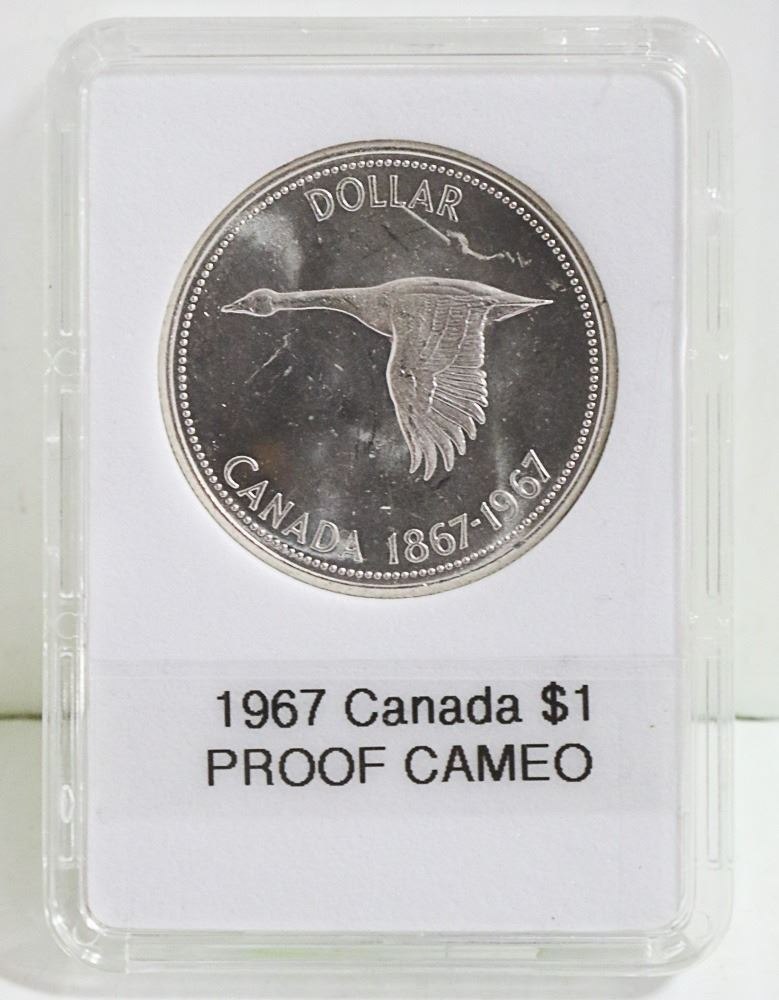 DOLLAR
CANADA 1867-1967
1967 Canada $1
PROOF CAMEO